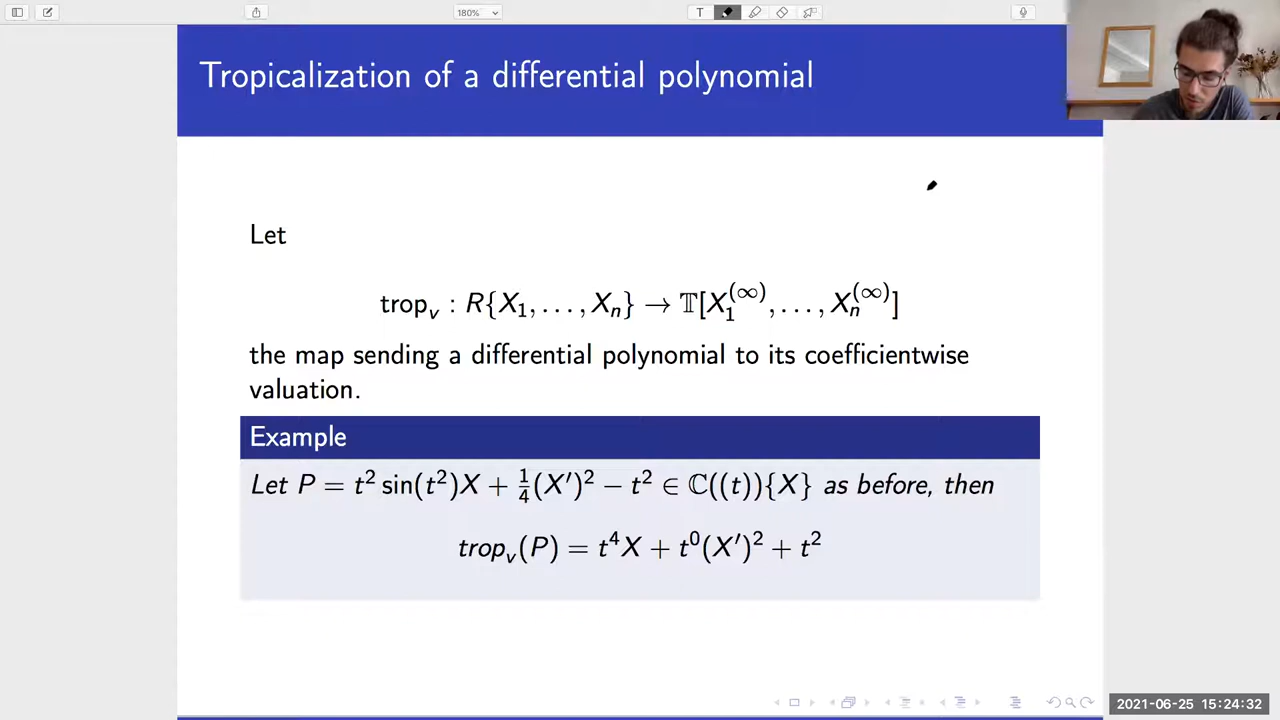 180%
T
Tropicalization of a differential polynomial
Let
trop_v : R{X_1, . . . , X_n} → 𝕋[X_1^{(∞)}, . . . , X_n^{(∞)}]
the map sending a differential polynomial to its coefficientwise
valuation.
Example
Let P = t^2 sin(t^2)X + 1/4(X′)^2 − t^2 ∈ ℂ((t)){X} as before, then
trop_v(P) = t^4X + t^0(X′)^2 + t^2
2021-06-25 15:24:32